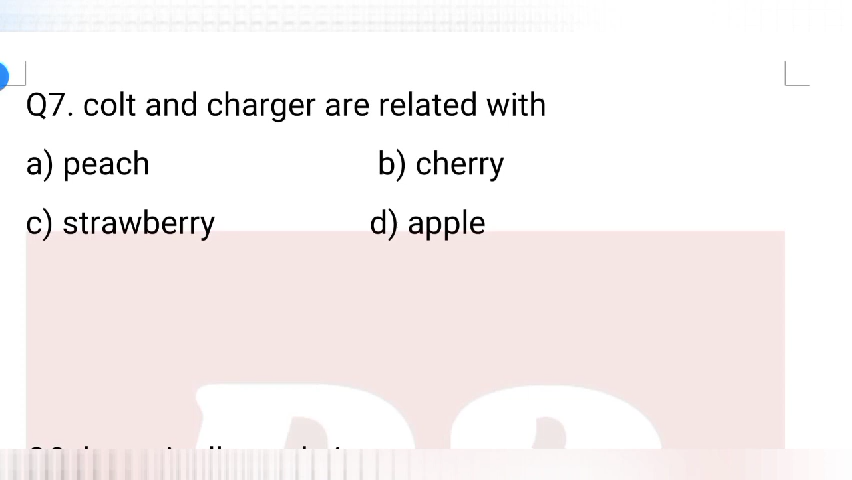 Q7. colt and charger are related with
a) peach b) cherry
c) strawberry d) apple